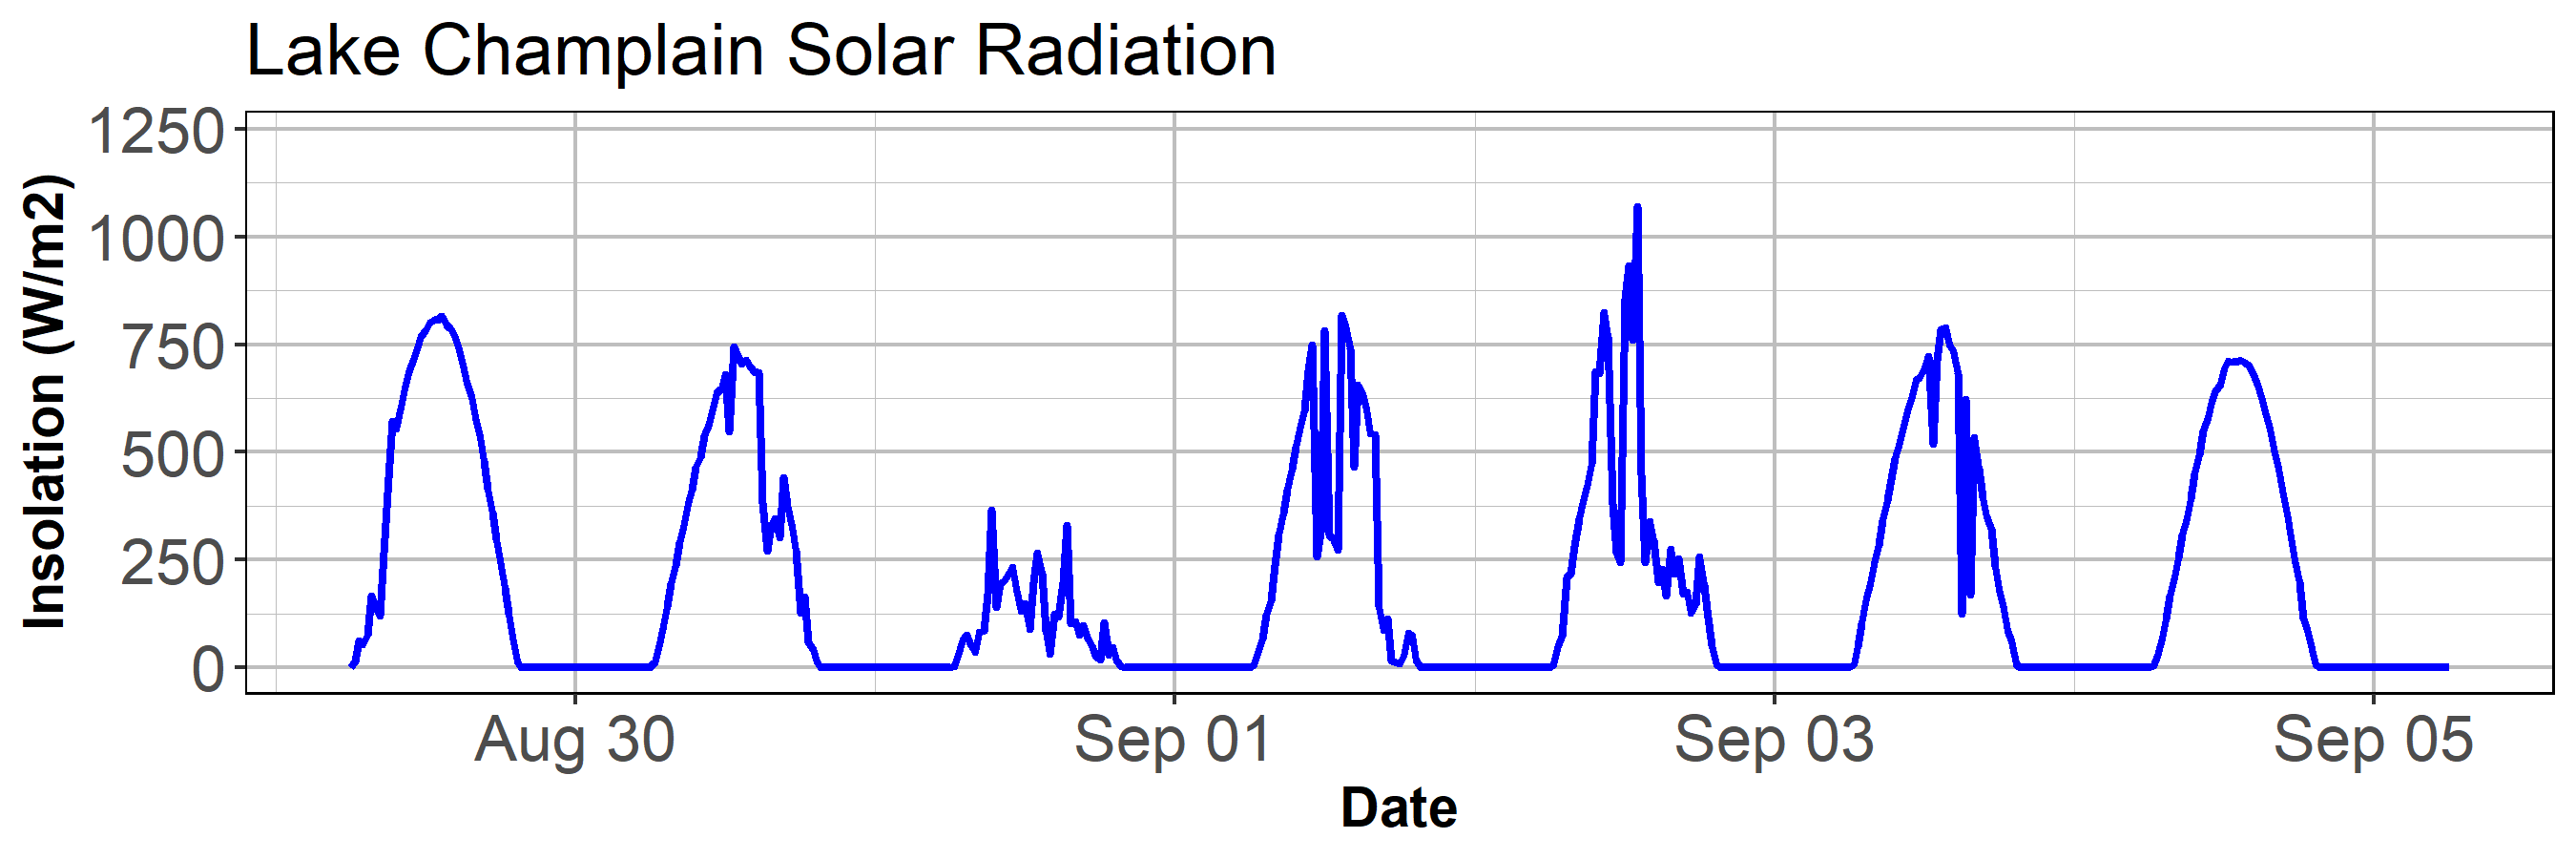 Lake Champlain Solar Radiation
Insolation (W/m2)
1250
1000
750
500
250
0
Aug 30
Sep 01
Sep 03
Sep 05
Date